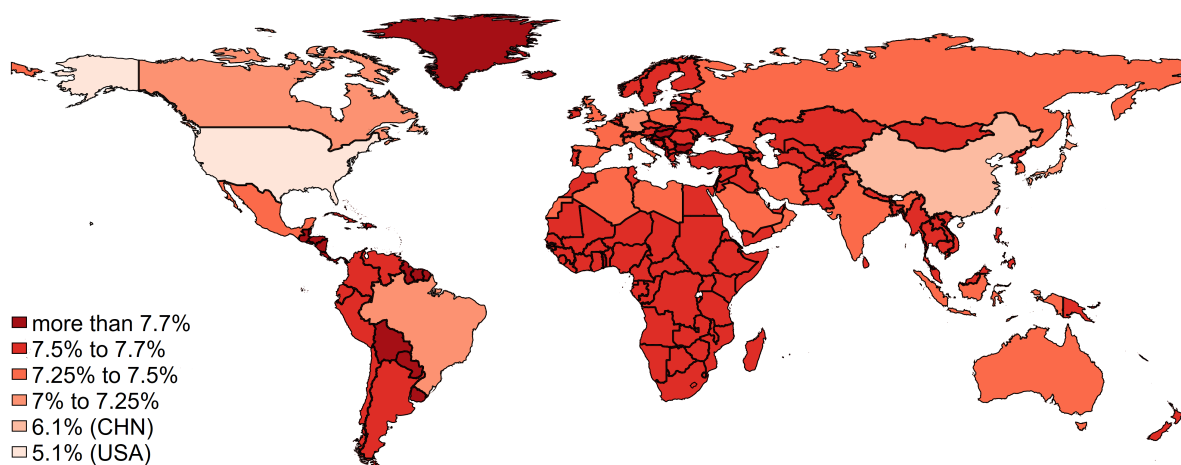 more than 7.7%
7.5% to 7.7%
7.25% to 7.5%
7% to 7.25%
6.1% (CHN)
5.1% (USA)